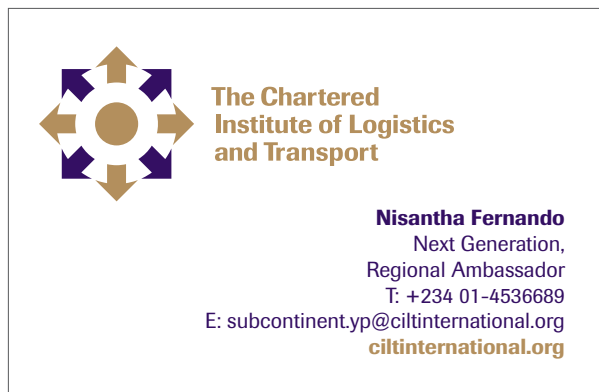 The Chartered
Institute of Logistics
and Transport
Nisantha Fernando
Next Generation,
Regional Ambassador
T: +234 01-4536689
E: subcontinent.yp@ciltinternational.org
ciltinternational.org